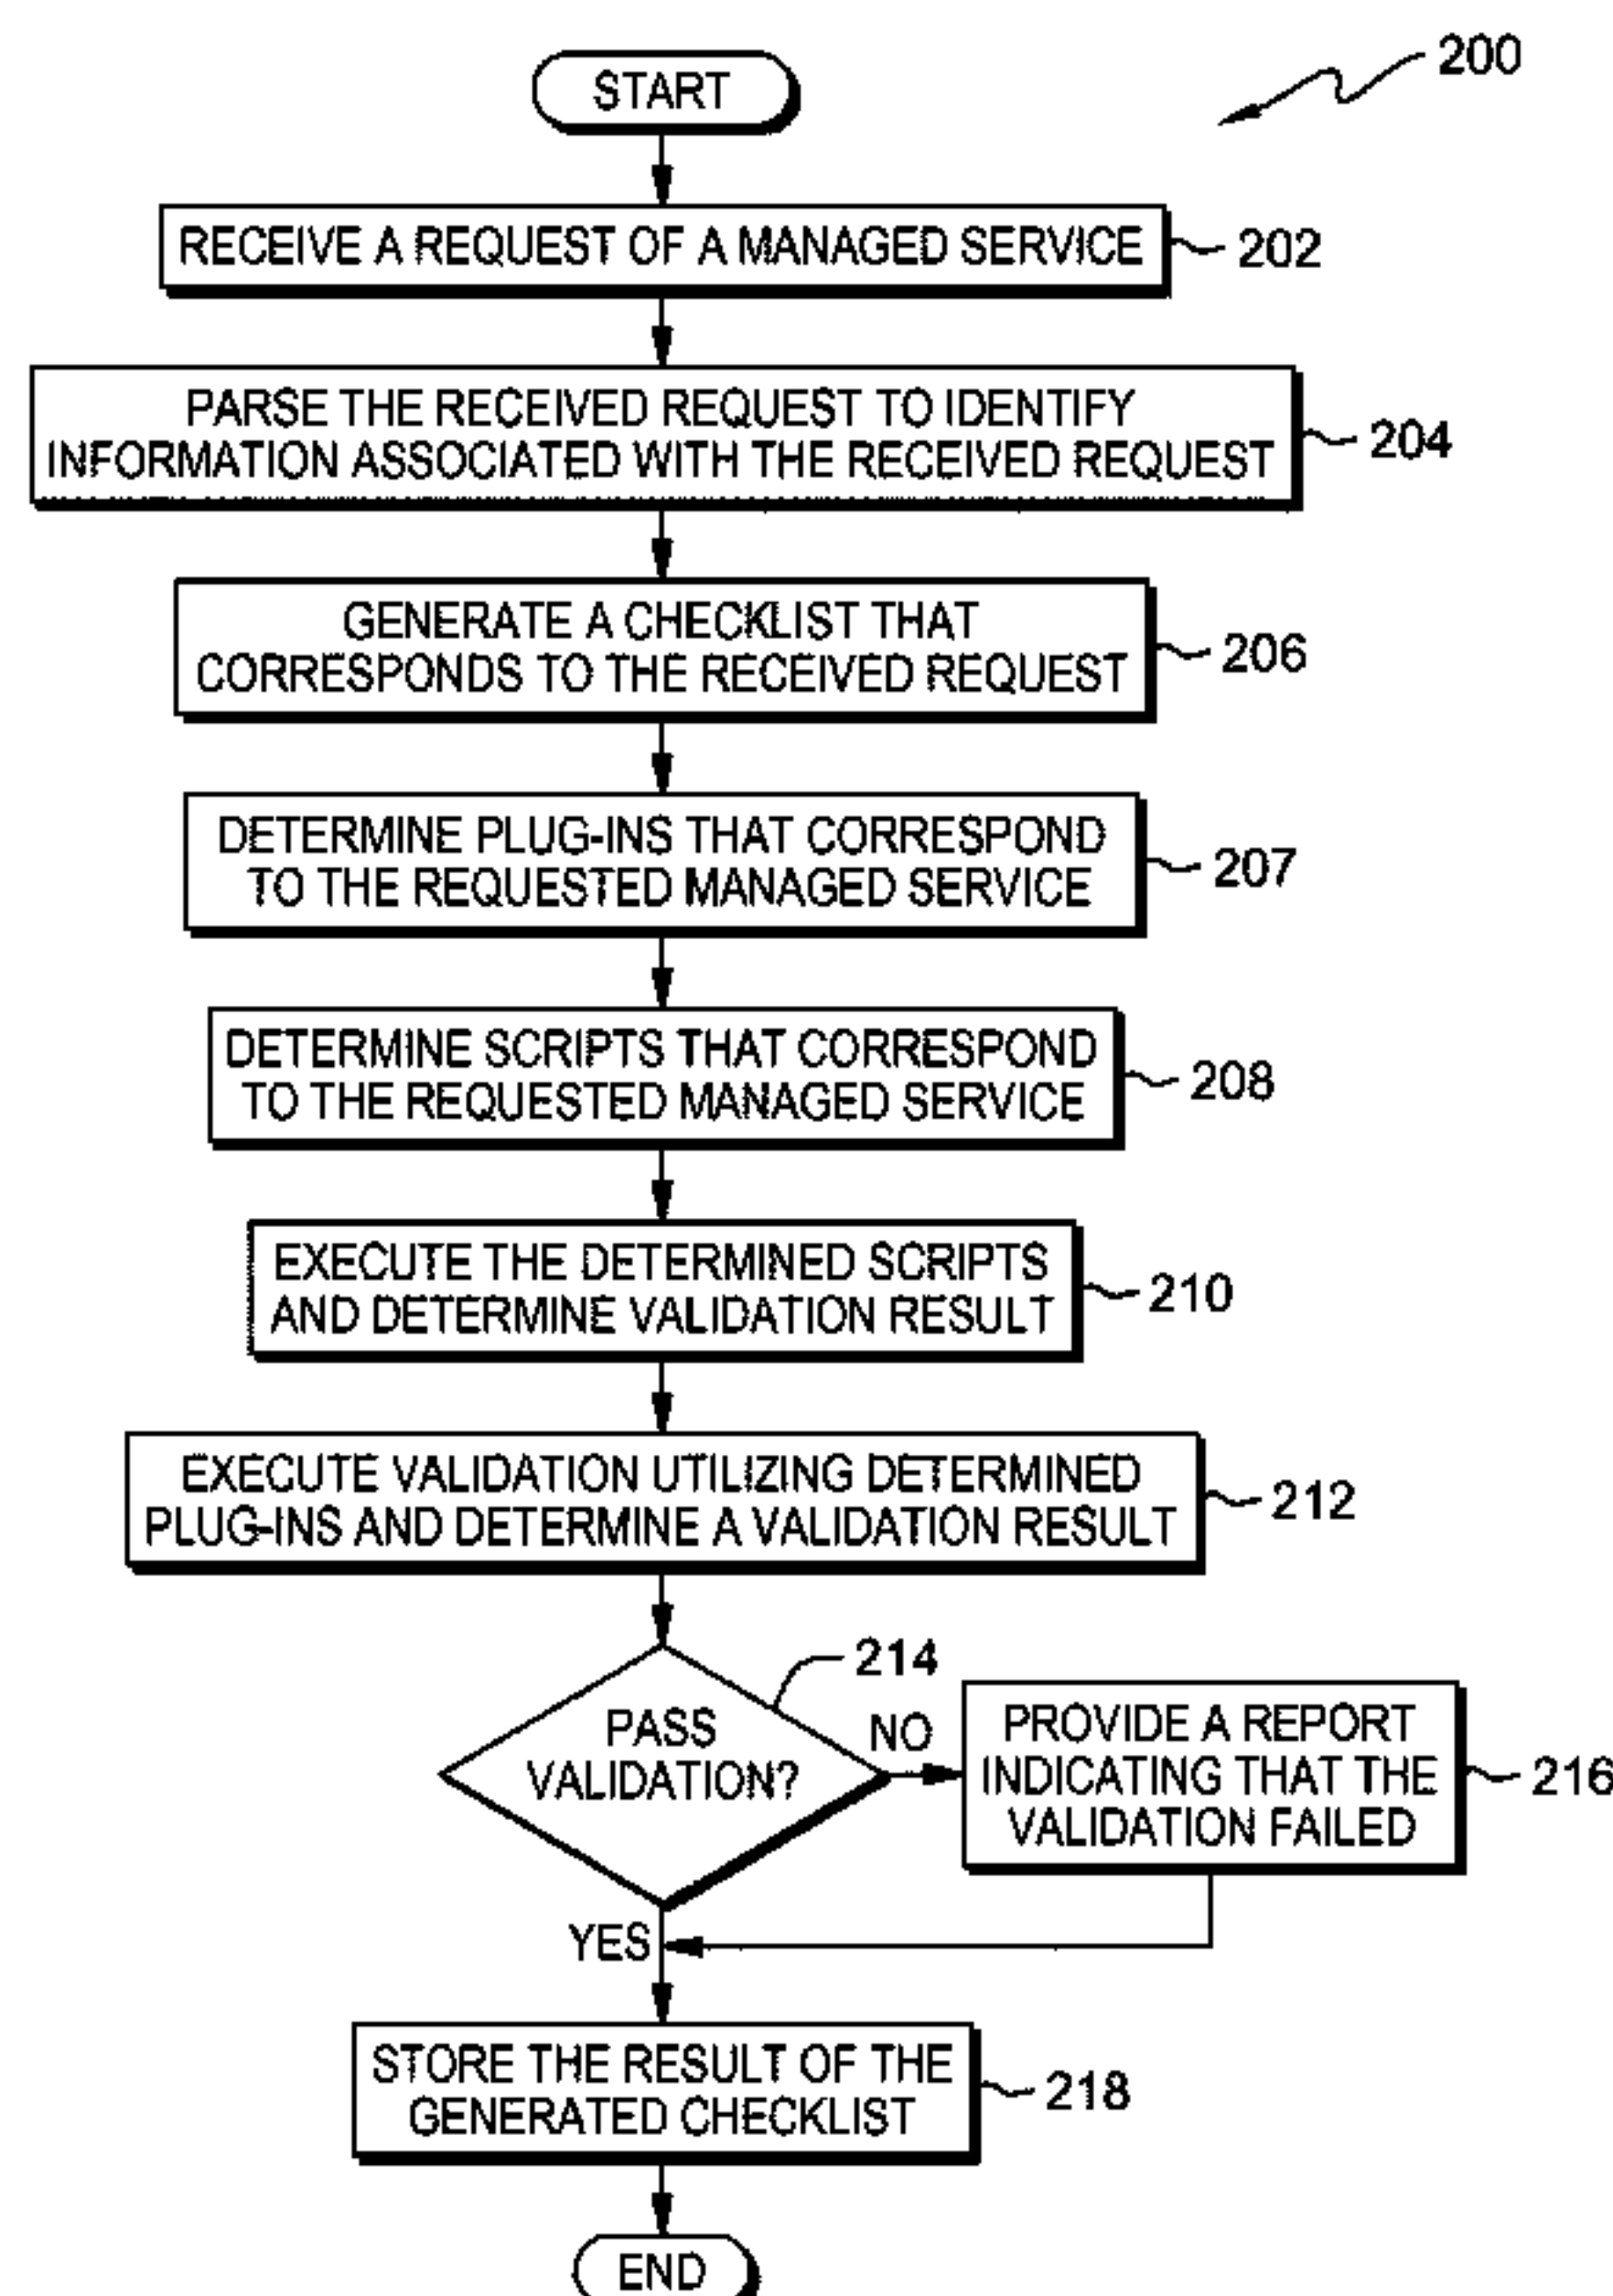 200
START
RECEIVE A REQUEST OF A MANAGED SERVICE
202
PARSE THE RECEIVED REQUEST TO IDENTIFY
INFORMATION ASSOCIATED WITH THE RECEIVED REQUEST
204
GENERATE A CHECKLIST THAT
CORRESPONDS TO THE RECEIVED REQUEST
206
DETERMINE PLUG-INS THAT CORRESPOND
TO THE REQUESTED MANAGED SERVICE
207
DETERMINE SCRIPTS THAT CORRESPOND
TO THE REQUESTED MANAGED SERVICE
208
EXECUTE THE DETERMINED SCRIPTS
AND DETERMINE VALIDATION RESULT
210
EXECUTE VALIDATION UTILIZING DETERMINED
PLUG-INS AND DETERMINE A VALIDATION RESULT
212
PASS
VALIDATION?
214
NO
PROVIDE A REPORT
INDICATING THAT THE
VALIDATION FAILED
216
YES
STORE THE RESULT OF THE
GENERATED CHECKLIST
218
END